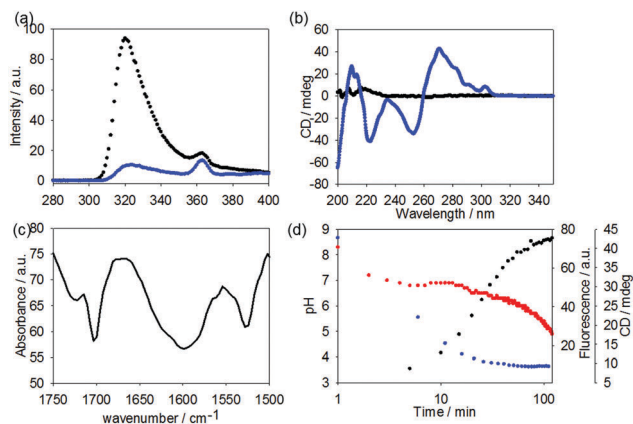 (a)
100
80
60
40
20
0
Intensity / a.u.
280 300 320 340 360 380 400
(b)
60
40
20
0
-20
-40
-60
-80
CD / mdeg
200 220 240 260 280 300 320 340
Wavelength / nm
(c)
85
80
75
70
65
60
55
50
Absorbance / a.u.
1750 1700 1650 1600 1550 1500
wavenumber / cm-1
(d)
9
8
7
6
5
4
3
pH
1 10 100
Time / min
80
60
40
20
0
Fluorescence / a.u.
45
40
35
30
25
20
15
10
5
CD / mdeg